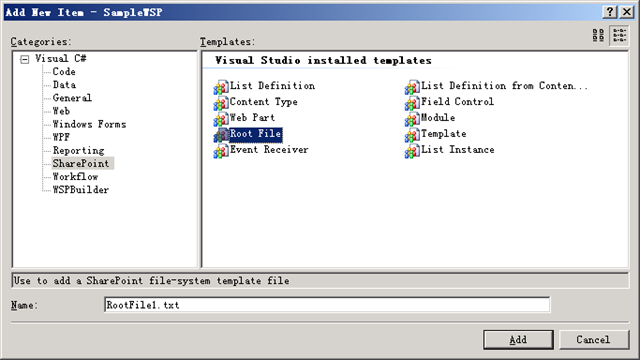 Add New Item - SampleWSP
Categories:
Templates:
Visual C#
Code
Data
General
Web
Windows Forms
WPF
Reporting
SharePoint
Workflow
WSPBuilder
Visual Studio installed templates
List Definition
List Definition from Conten...
Content Type
Field Control
Web Part
Module
Root File
Template
Event Receiver
List Instance
Use to add a SharePoint file-system template file
Name:
RootFile1.txt
Add
Cancel